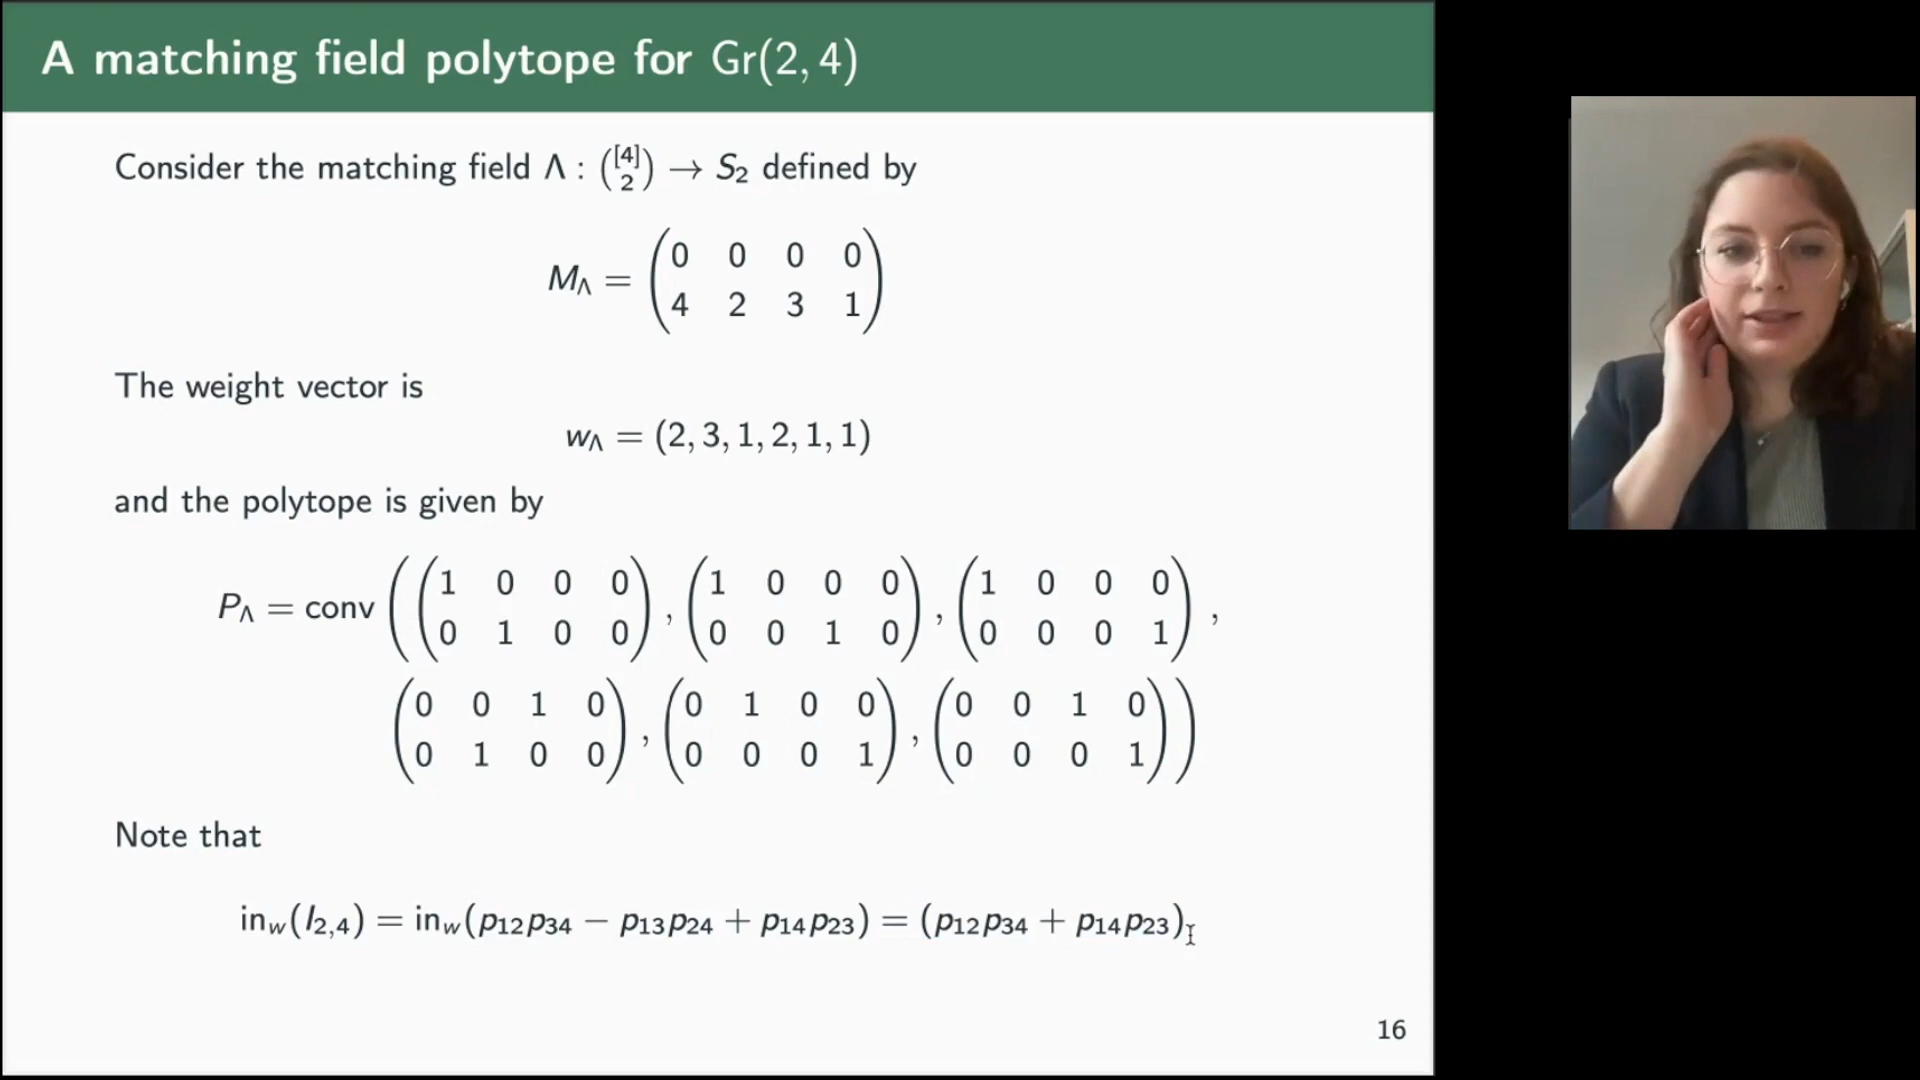 A matching field polytope for Gr(2, 4)
Consider the matching field Λ : ([4] 2) → S₂ defined by
M_Λ = (0 0 0 0
4 2 3 1)
The weight vector is
w_Λ = (2, 3, 1, 2, 1, 1)
and the polytope is given by
P_Λ = conv ((1 0 0 0 , (1 0 0 0 , (1 0 0 0 ,
0 1 0 0) 0 0 1 0) 0 0 0 1)
(0 0 1 0 , (0 1 0 0 , (0 0 1 0
0 1 0 0) 0 0 0 1) 0 0 0 1))
Note that
in_w(I_{2,4}) = in_w(p₁₂p₃₄ − p₁₃p₂₄ + p₁₄p₂₃) = (p₁₂p₃₄ + p₁₄p₂₃)
16